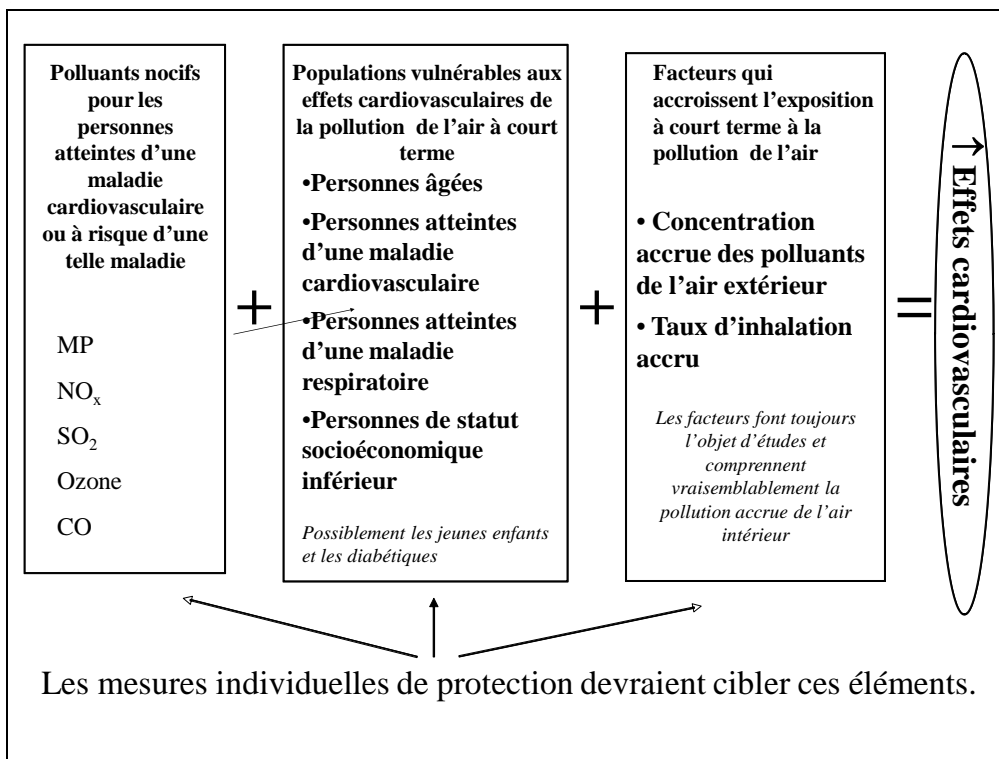 Polluants nocifs
pour les
personnes
atteintes d’une
maladie
cardiovasculaire
ou à risque d’une
telle maladie
MP
NOx
SO2
Ozone
CO
+
Populations vulnérables aux
effets cardiovasculaires de
la pollution de l’air à court
terme
•Personnes âgées
•Personnes atteintes
d’une maladie
cardiovasculaire
•Personnes atteintes
d’une maladie
respiratoire
•Personnes de statut
socioéconomique
inférieur
Possiblement les jeunes enfants
et les diabétiques
+
Facteurs qui
accroissent l’exposition
à court terme à la
pollution de l’air
• Concentration
accrue des polluants
de l’air extérieur
• Taux d’inhalation
accru
Les facteurs font toujours
l’objet d’études et
comprennent
vraisemblablement la
pollution accrue de l’air
intérieur
=
↑ Effets cardiovasculaires
Les mesures individuelles de protection devraient cibler ces éléments.